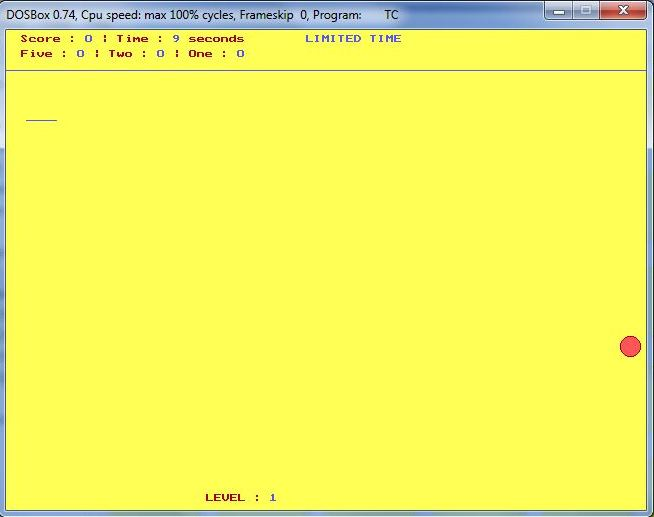 DOSBox 0.74, Cpu speed: max 100% cycles, Frameskip 0, Program: TC
Score : 0 | Time : 9 seconds LIMITED TIME
Five : 0 | Two : 0 | One : 0
LEVEL : 1